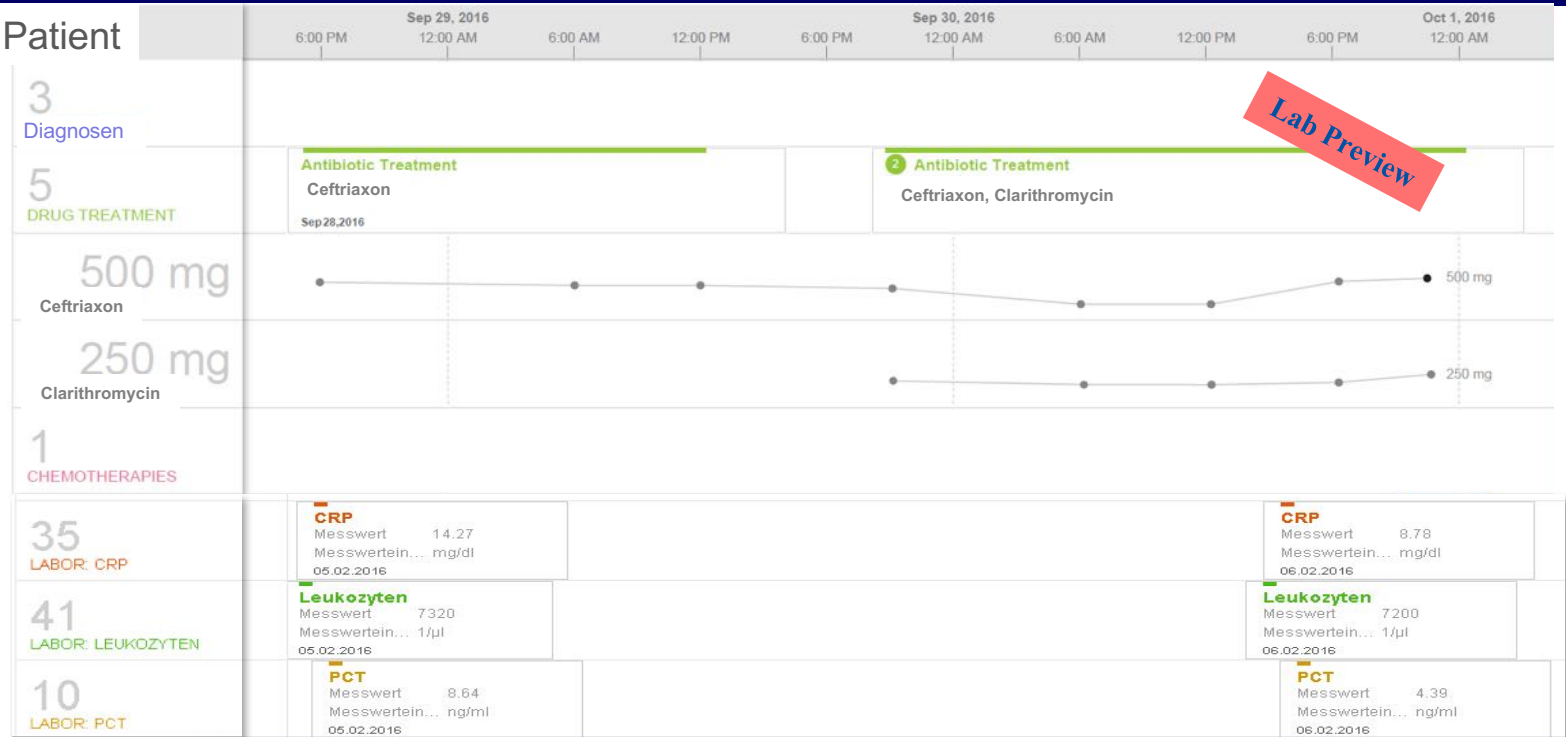 Patient
Sep 29, 2016 Sep 30, 2016 Oct 1, 2016
6:00 PM 12:00 AM 6:00 AM 12:00 PM 6:00 PM 12:00 AM 6:00 AM 12:00 PM 6:00 PM 12:00 AM
Lab Preview
3
Diagnosen
5
DRUG TREATMENT
Antibiotic Treatment
Ceftriaxon
Sep28,2016
2 Antibiotic Treatment
Ceftriaxon, Clarithromycin
500 mg
Ceftriaxon
500 mg
250 mg
Clarithromycin
250 mg
1
CHEMOTHERAPIES
35
LABOR: CRP
CRP
Messwert 14.27
Messwertein... mg/dl
05.02.2016
CRP
Messwert 8.78
Messwertein... mg/dl
06.02.2016
41
LABOR: LEUKOZYTEN
Leukozyten
Messwert 7320
Messwertein... 1/µl
05.02.2016
Leukozyten
Messwert 7200
Messwertein... 1/µl
06.02.2016
10
LABOR: PCT
PCT
Messwert 8.64
Messwertein... ng/ml
05.02.2016
PCT
Messwert 4.39
Messwertein... ng/ml
06.02.2016